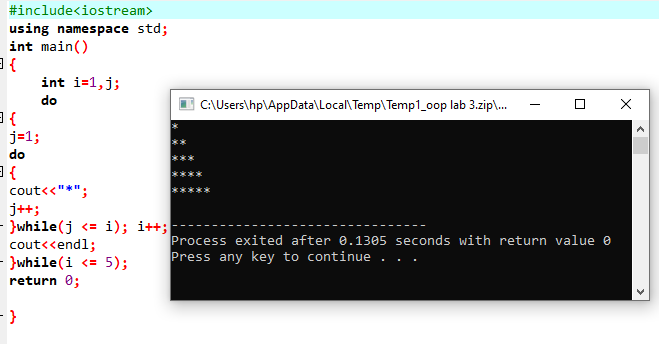 #include<iostream>
using namespace std;
int main()
{
    int i=1,j;
    do
{
j=1;
do
{
cout<<"*";
j++;
}while(j <= i); i++;
cout<<endl;
}while(i <= 5);
return 0;

}
C:\Users\hp\AppData\Local\Temp\Temp1_oop lab 3.zip\...
*
**
***
****
*****

--------------------------------
Process exited after 0.1305 seconds with return value 0
Press any key to continue . . .